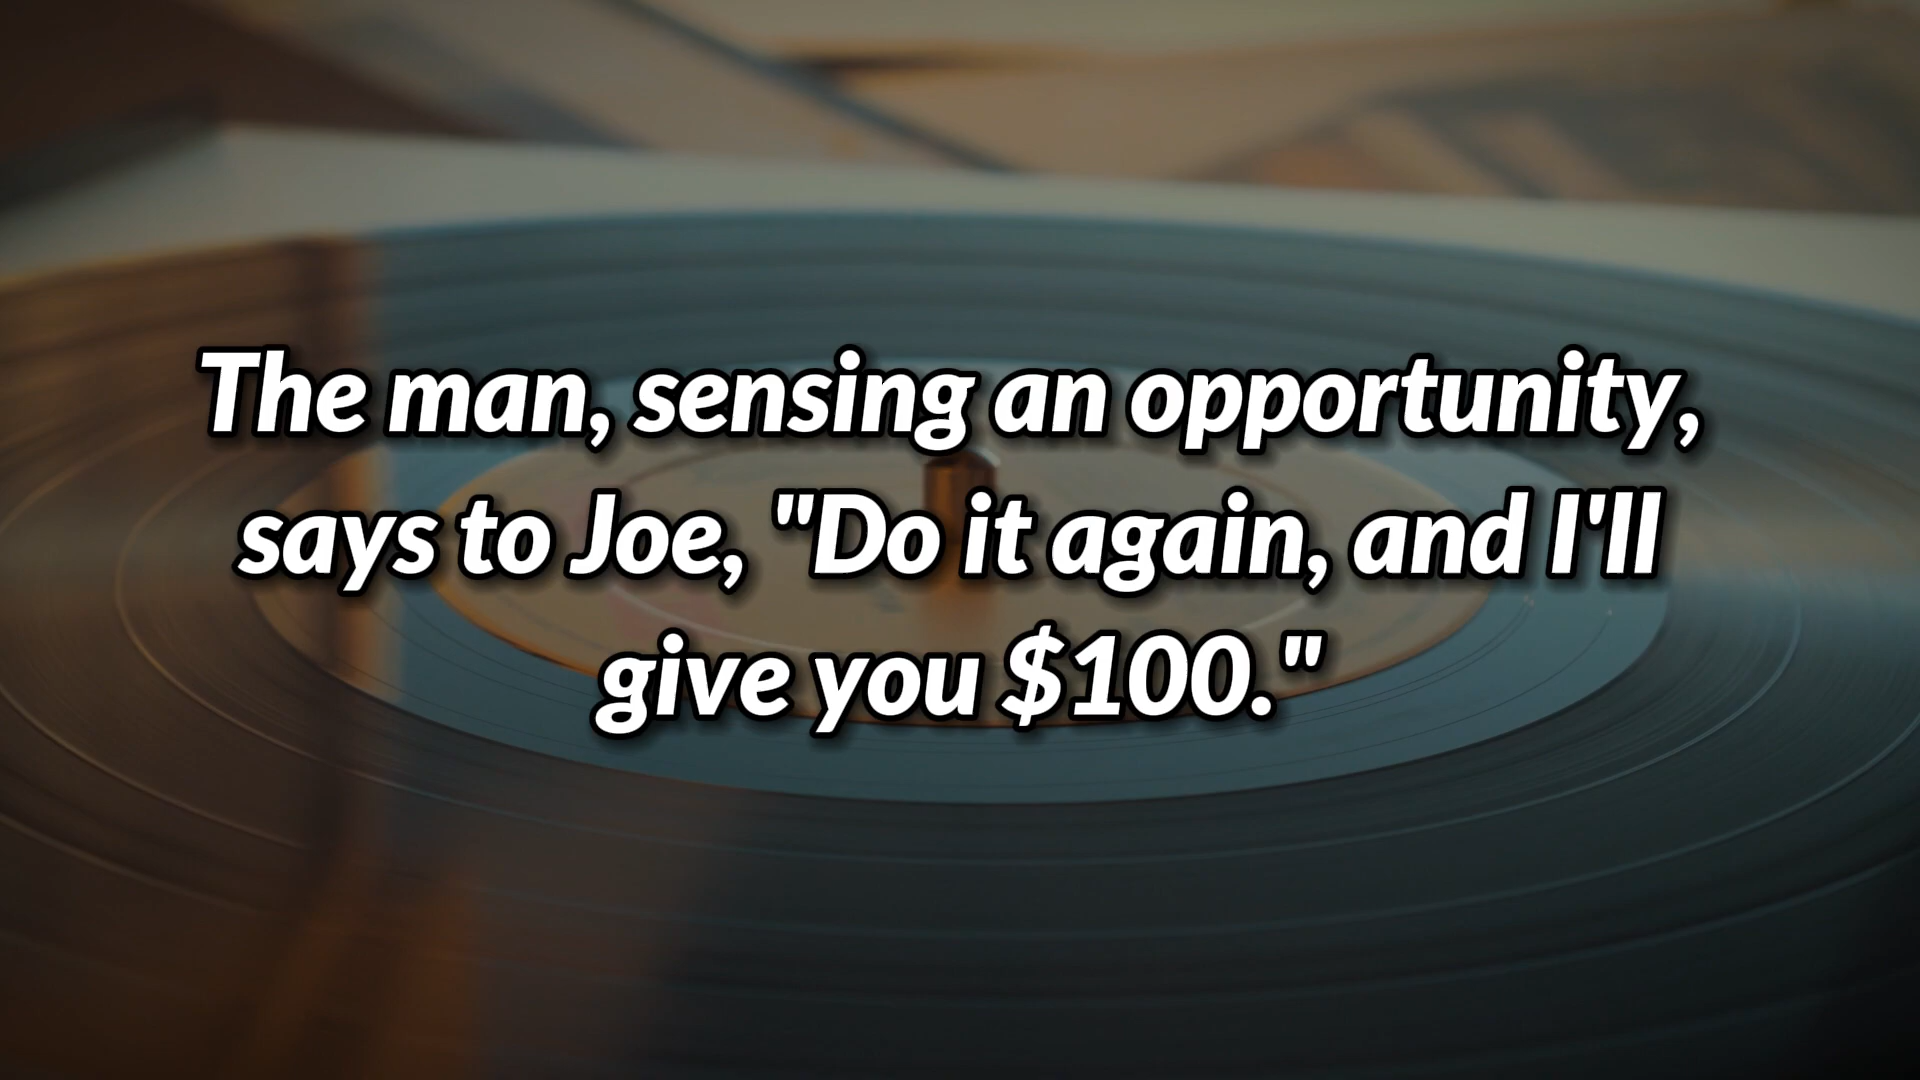 The man, sensing an opportunity,
says to Joe, "Do it again, and I'll
give you $100."